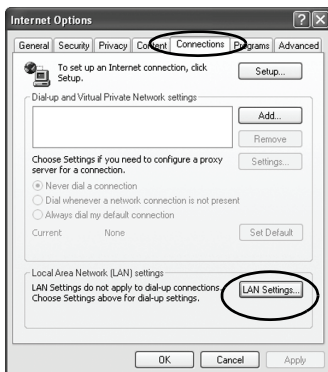 Internet Options
General Security Privacy Content Connections Programs Advanced
To set up an Internet connection, click
Setup.
Setup...
Dial-up and Virtual Private Network settings
Add...
Remove
Choose Settings if you need to configure a proxy
server for a connection.
Settings...
Never dial a connection
Dial whenever a network connection is not present
Always dial my default connection
Current None
Set Default
Local Area Network (LAN) settings
LAN Settings do not apply to dial-up connections.
Choose Settings above for dial-up settings.
LAN Settings...
OK Cancel Apply